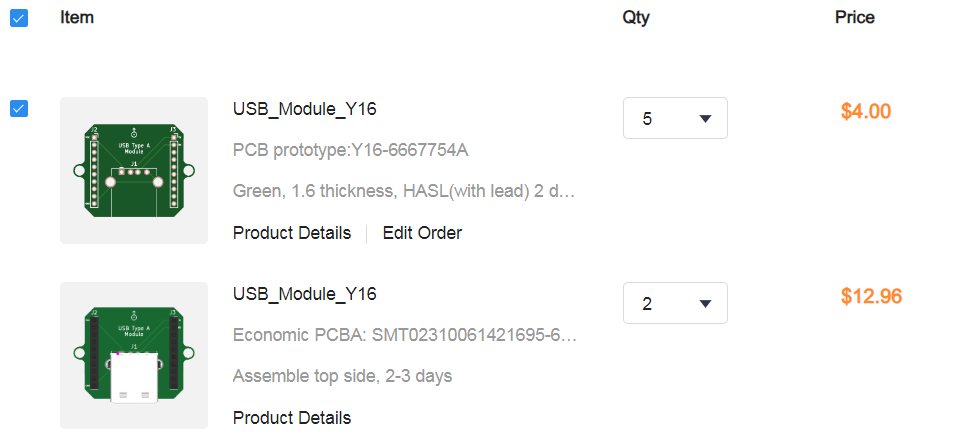 Item Qty Price
USB_Module_Y16 5 $4.00
PCB prototype:Y16-6667754A
Green, 1.6 thickness, HASL(with lead) 2 d...
Product Details Edit Order
J2 J3
USB Type A
Module
J1
USB_Module_Y16 2 $12.96
Economic PCBA: SMT02310061421695-6...
Assemble top side, 2-3 days
Product Details
J2 J3
USB Type A
Module
J1